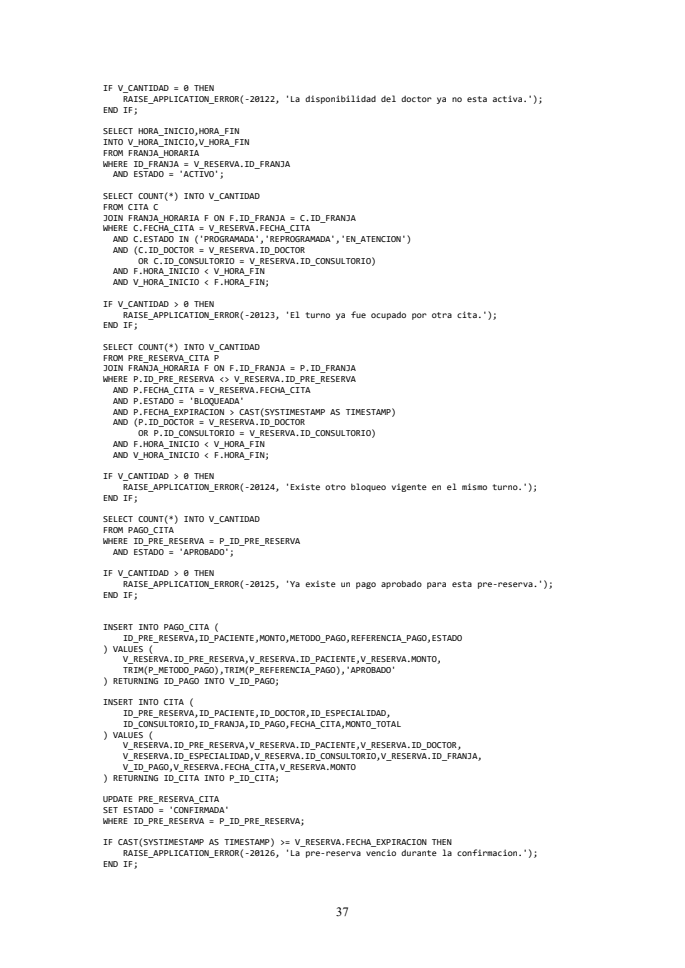 IF V_CANTIDAD = 0 THEN
    RAISE_APPLICATION_ERROR(-20122, 'La disponibilidad del doctor ya no esta activa.');
END IF;

SELECT HORA_INICIO,HORA_FIN
INTO V_HORA_INICIO,V_HORA_FIN
FROM FRANJA_HORARIA
WHERE ID_FRANJA = V_RESERVA.ID_FRANJA
  AND ESTADO = 'ACTIVO';

SELECT COUNT(*) INTO V_CANTIDAD
FROM CITA C
JOIN FRANJA_HORARIA F ON F.ID_FRANJA = C.ID_FRANJA
WHERE C.FECHA_CITA = V_RESERVA.FECHA_CITA
  AND C.ESTADO IN ('PROGRAMADA','REPROGRAMADA','EN_ATENCION')
  AND (C.ID_DOCTOR = V_RESERVA.ID_DOCTOR
       OR C.ID_CONSULTORIO = V_RESERVA.ID_CONSULTORIO)
  AND F.HORA_INICIO < V_HORA_FIN
  AND V_HORA_INICIO < F.HORA_FIN;

IF V_CANTIDAD > 0 THEN
    RAISE_APPLICATION_ERROR(-20123, 'El turno ya fue ocupado por otra cita.');
END IF;

SELECT COUNT(*) INTO V_CANTIDAD
FROM PRE_RESERVA_CITA P
JOIN FRANJA_HORARIA F ON F.ID_FRANJA = P.ID_FRANJA
WHERE P.ID_PRE_RESERVA <> V_RESERVA.ID_PRE_RESERVA
  AND P.FECHA_CITA = V_RESERVA.FECHA_CITA
  AND P.ESTADO = 'BLOQUEADA'
  AND P.FECHA_EXPIRACION > CAST(SYSTIMESTAMP AS TIMESTAMP)
  AND (P.ID_DOCTOR = V_RESERVA.ID_DOCTOR
       OR P.ID_CONSULTORIO = V_RESERVA.ID_CONSULTORIO)
  AND F.HORA_INICIO < V_HORA_FIN
  AND V_HORA_INICIO < F.HORA_FIN;

IF V_CANTIDAD > 0 THEN
    RAISE_APPLICATION_ERROR(-20124, 'Existe otro bloqueo vigente en el mismo turno.');
END IF;

SELECT COUNT(*) INTO V_CANTIDAD
FROM PAGO_CITA
WHERE ID_PRE_RESERVA = P_ID_PRE_RESERVA
  AND ESTADO = 'APROBADO';

IF V_CANTIDAD > 0 THEN
    RAISE_APPLICATION_ERROR(-20125, 'Ya existe un pago aprobado para esta pre-reserva.');
END IF;

INSERT INTO PAGO_CITA (
    ID_PRE_RESERVA,ID_PACIENTE,MONTO,METODO_PAGO,REFERENCIA_PAGO,ESTADO
) VALUES (
    V_RESERVA.ID_PRE_RESERVA,V_RESERVA.ID_PACIENTE,V_RESERVA.MONTO,
    TRIM(P_METODO_PAGO),TRIM(P_REFERENCIA_PAGO),'APROBADO'
) RETURNING ID_PAGO INTO V_ID_PAGO;

INSERT INTO CITA (
    ID_PRE_RESERVA,ID_PACIENTE,ID_DOCTOR,ID_ESPECIALIDAD,
    ID_CONSULTORIO,ID_FRANJA,ID_PAGO,FECHA_CITA,MONTO_TOTAL
) VALUES (
    V_RESERVA.ID_PRE_RESERVA,V_RESERVA.ID_PACIENTE,V_RESERVA.ID_DOCTOR,
    V_RESERVA.ID_ESPECIALIDAD,V_RESERVA.ID_CONSULTORIO,V_RESERVA.ID_FRANJA,
    V_ID_PAGO,V_RESERVA.FECHA_CITA,V_RESERVA.MONTO
) RETURNING ID_CITA INTO P_ID_CITA;

UPDATE PRE_RESERVA_CITA
SET ESTADO = 'CONFIRMADA'
WHERE ID_PRE_RESERVA = P_ID_PRE_RESERVA;

IF CAST(SYSTIMESTAMP AS TIMESTAMP) >= V_RESERVA.FECHA_EXPIRACION THEN
    RAISE_APPLICATION_ERROR(-20126, 'La pre-reserva vencio durante la confirmacion.');
END IF;

37